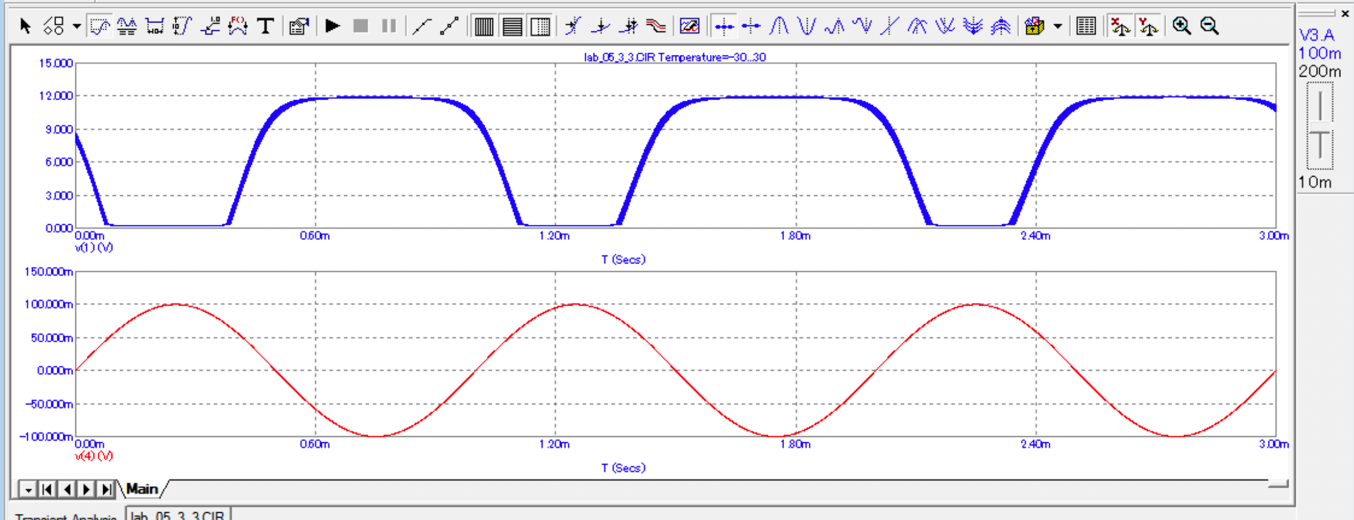 T
V3.A
100m
200m
10m
lab_05_3_3.CIR Temperature=-30..30
15.000
12.000
9.000
6.000
3.000
0.000
0.00m 0.60m 1.20m 1.80m 2.40m 3.00m
v(1) (V)
T (Secs)
150.000m
100.000m
50.000m
0.000m
-50.000m
-100.000m
0.00m 0.60m 1.20m 1.80m 2.40m 3.00m
v(4) (V)
T (Secs)
Main
Transient Analysis lab_05_3_3.CIR